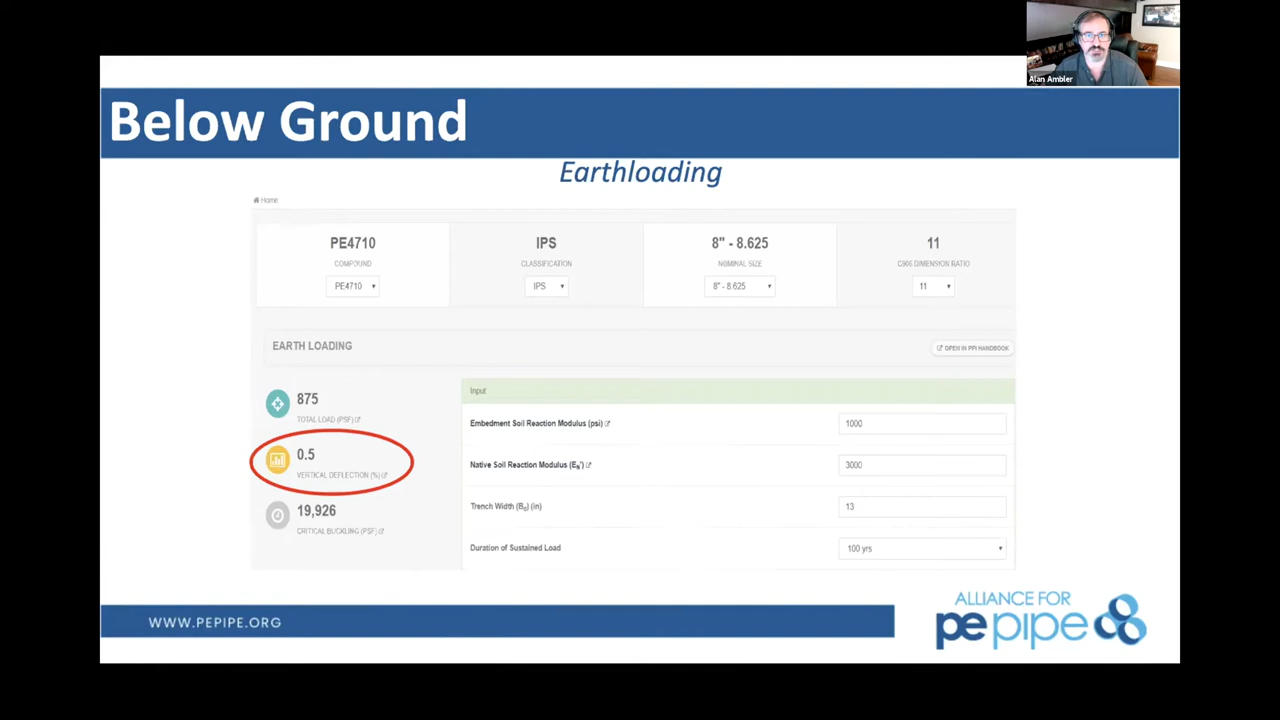 Alan Ambler
Below Ground
Earthloading
Home
PE4710
COMPOUND
PE4710
IPS
CLASSIFICATION
IPS
8" - 8.625
NOMINAL SIZE
8" - 8.625
11
C906 DIMENSION RATIO
11
EARTH LOADING
OPEN IN PPI HANDBOOK
875
TOTAL LOAD (PSF)
0.5
VERTICAL DEFLECTION (%)
19,926
CRITICAL BUCKLING (PSF)
Input
Embedment Soil Reaction Modulus (psi)
1000
Native Soil Reaction Modulus (EN')
3000
Trench Width (Bd) (in)
13
Duration of Sustained Load
100 yrs
WWW.PEPIPE.ORG
ALLIANCE FOR
pepipe